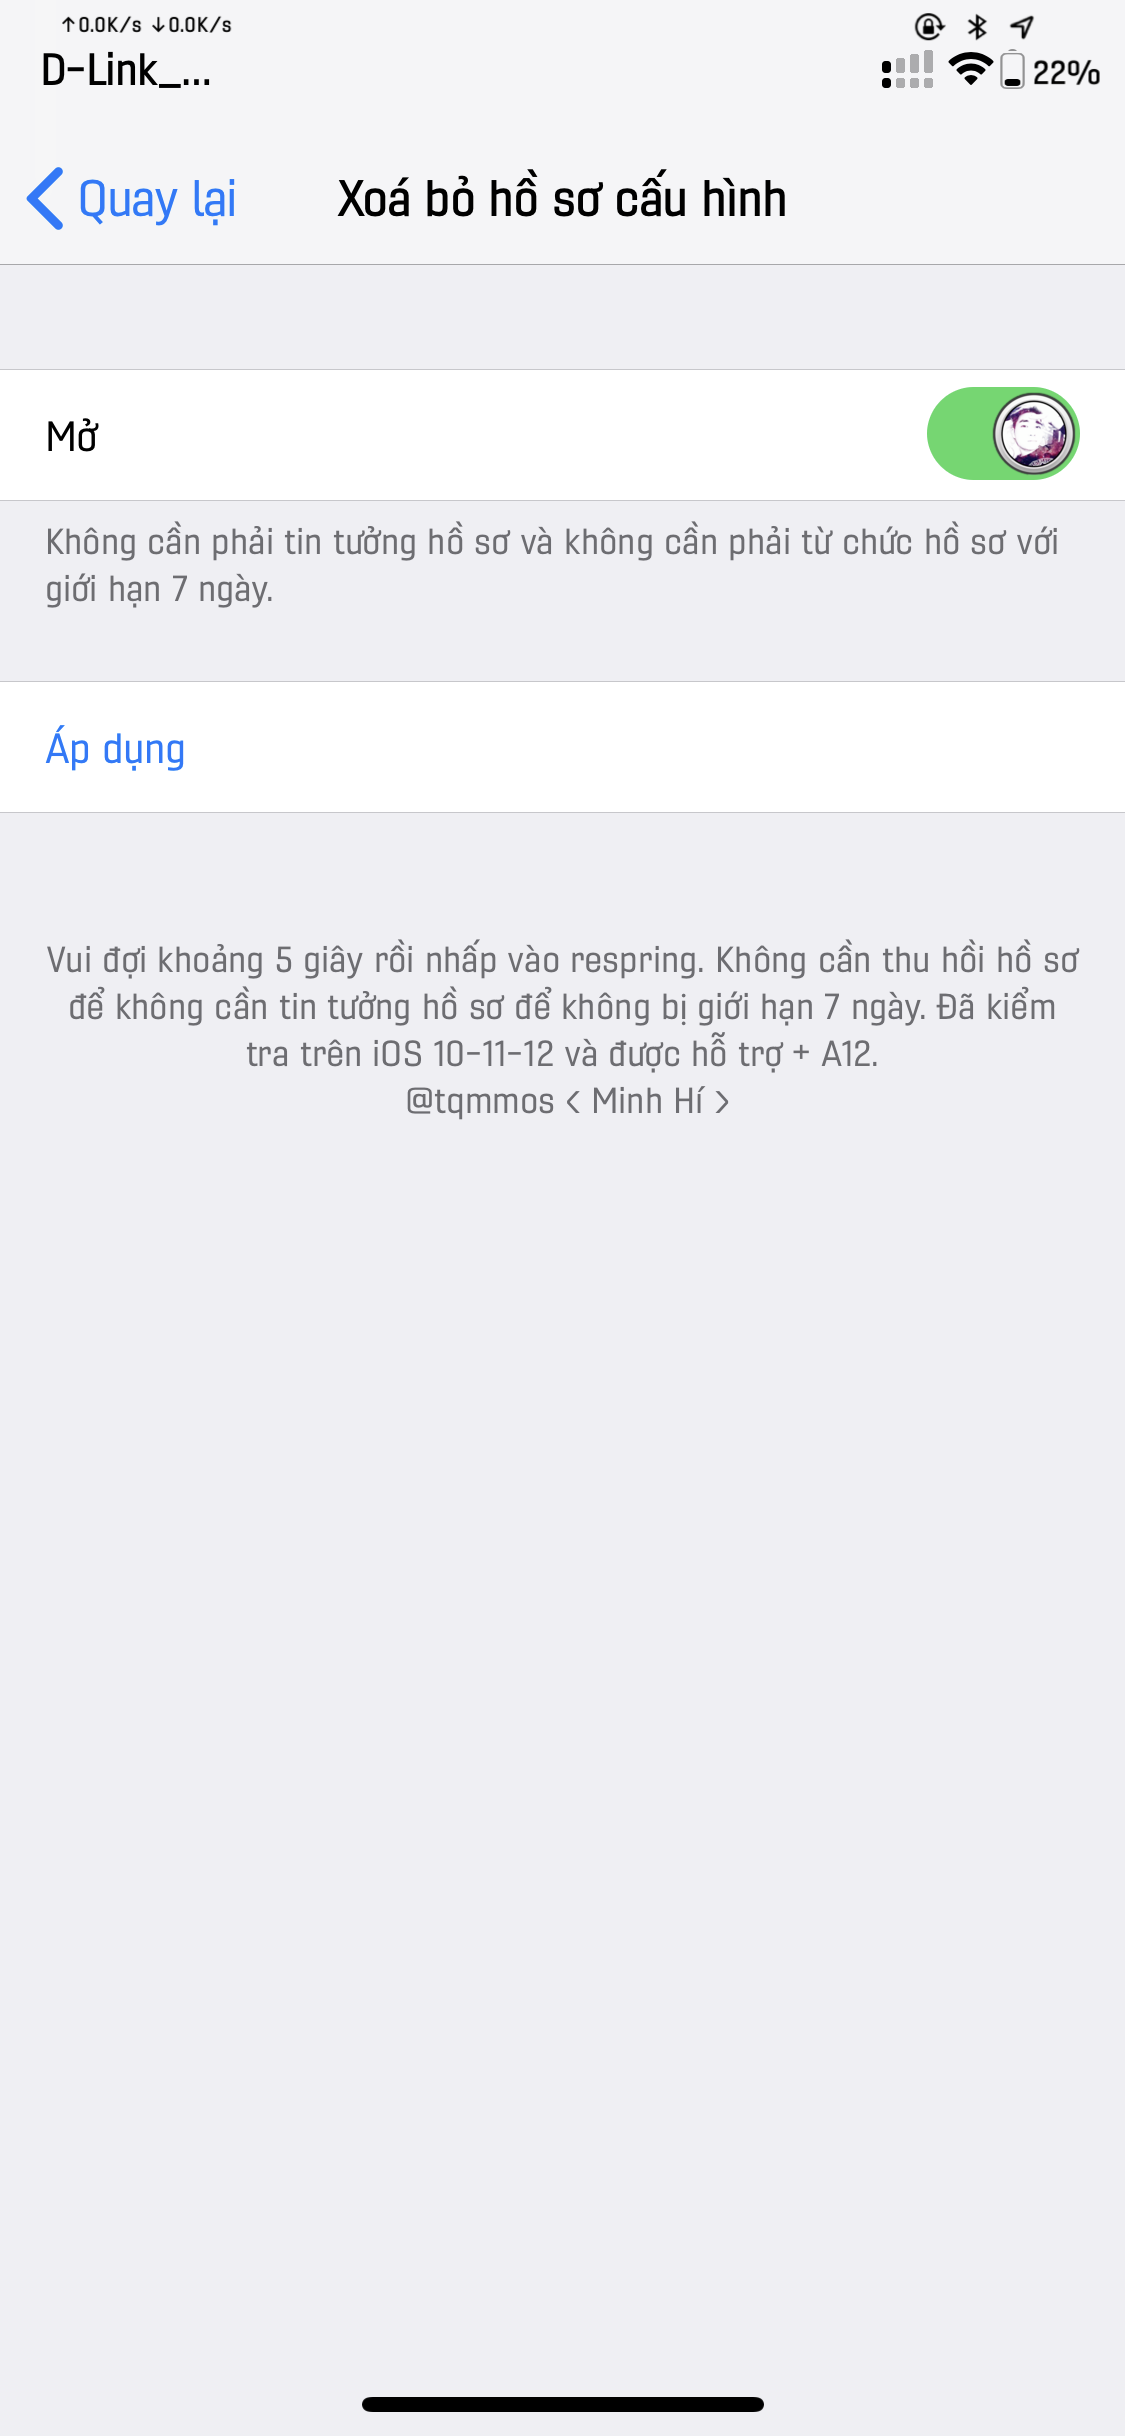 ↑0.0K/s ↓0.0K/s
D-Link_...
22%
Quay lại
Xoá bỏ hồ sơ cấu hình
Mở
Không cần phải tin tưởng hồ sơ và không cần phải từ chức hồ sơ với
giới hạn 7 ngày.
Áp dụng
Vui đợi khoảng 5 giây rồi nhấp vào respring. Không cần thu hồi hồ sơ
để không cần tin tưởng hồ sơ để không bị giới hạn 7 ngày. Đã kiểm
tra trên iOS 10-11-12 và được hỗ trợ + A12.
@tqmmos < Minh Hí >